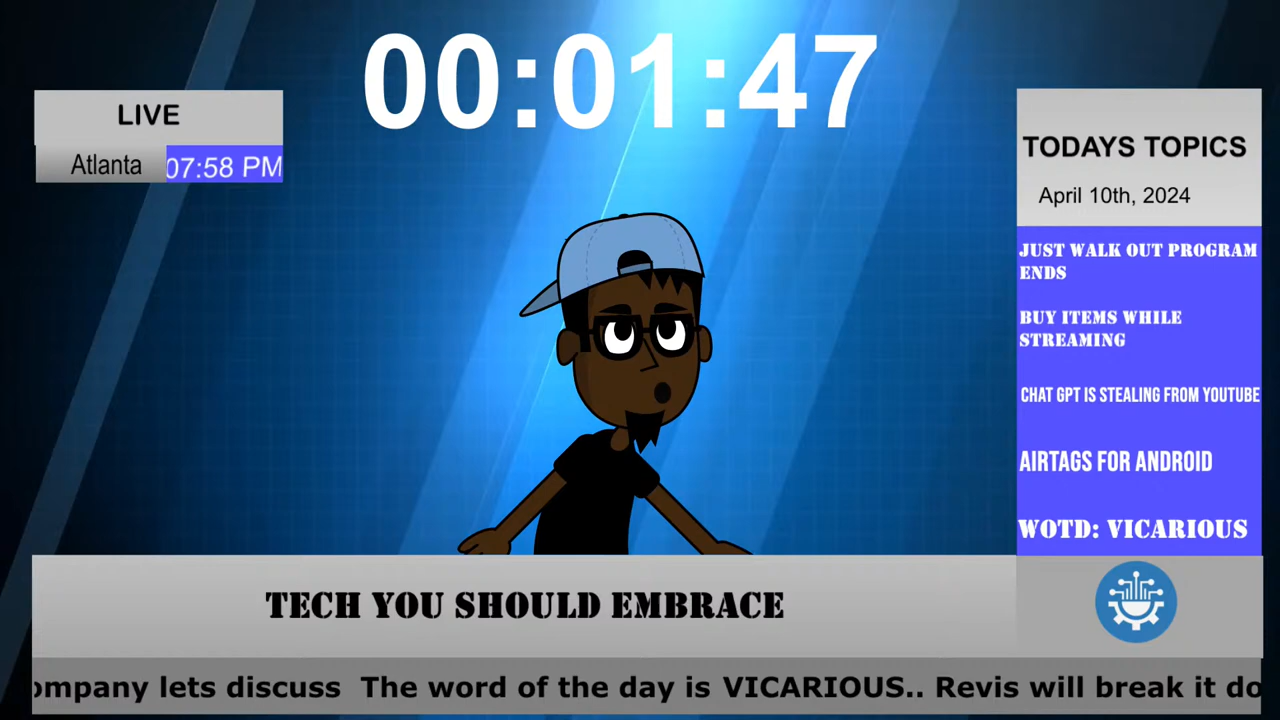 00:01:47
LIVE
Atlanta 07:58 PM
TODAYS TOPICS
April 10th, 2024
JUST WALK OUT PROGRAM
ENDS
BUY ITEMS WHILE
STREAMING
CHAT GPT IS STEALING FROM YOUTUBE
AIRTAGS FOR ANDROID
WOTD: VICARIOUS
TECH YOU SHOULD EMBRACE
ompany lets discuss The word of the day is VICARIOUS.. Revis will break it do